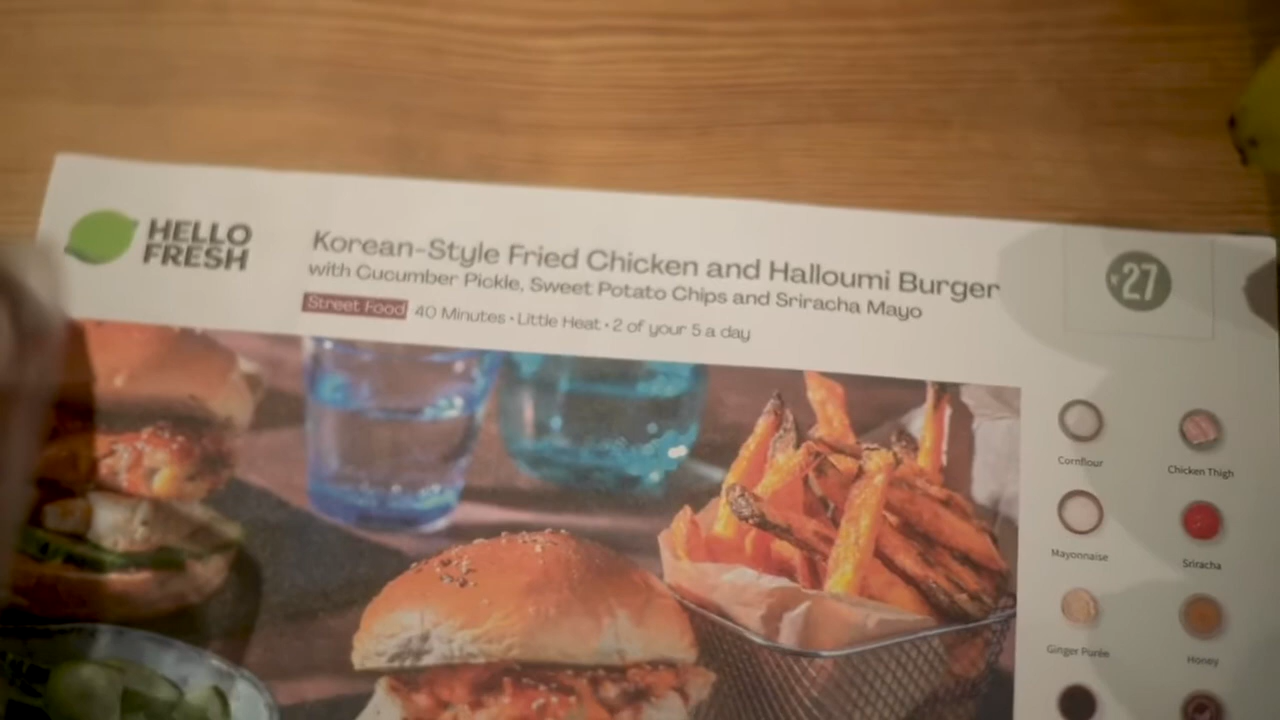 HELLO
FRESH
Korean-Style Fried Chicken and Halloumi Burger
with Cucumber Pickle, Sweet Potato Chips and Sriracha Mayo
Street Food 40 Minutes • Little Heat • 2 of your 5 a day
27
Cornflour
Chicken Thigh
Mayonnaise
Sriracha
Ginger Purée
Honey